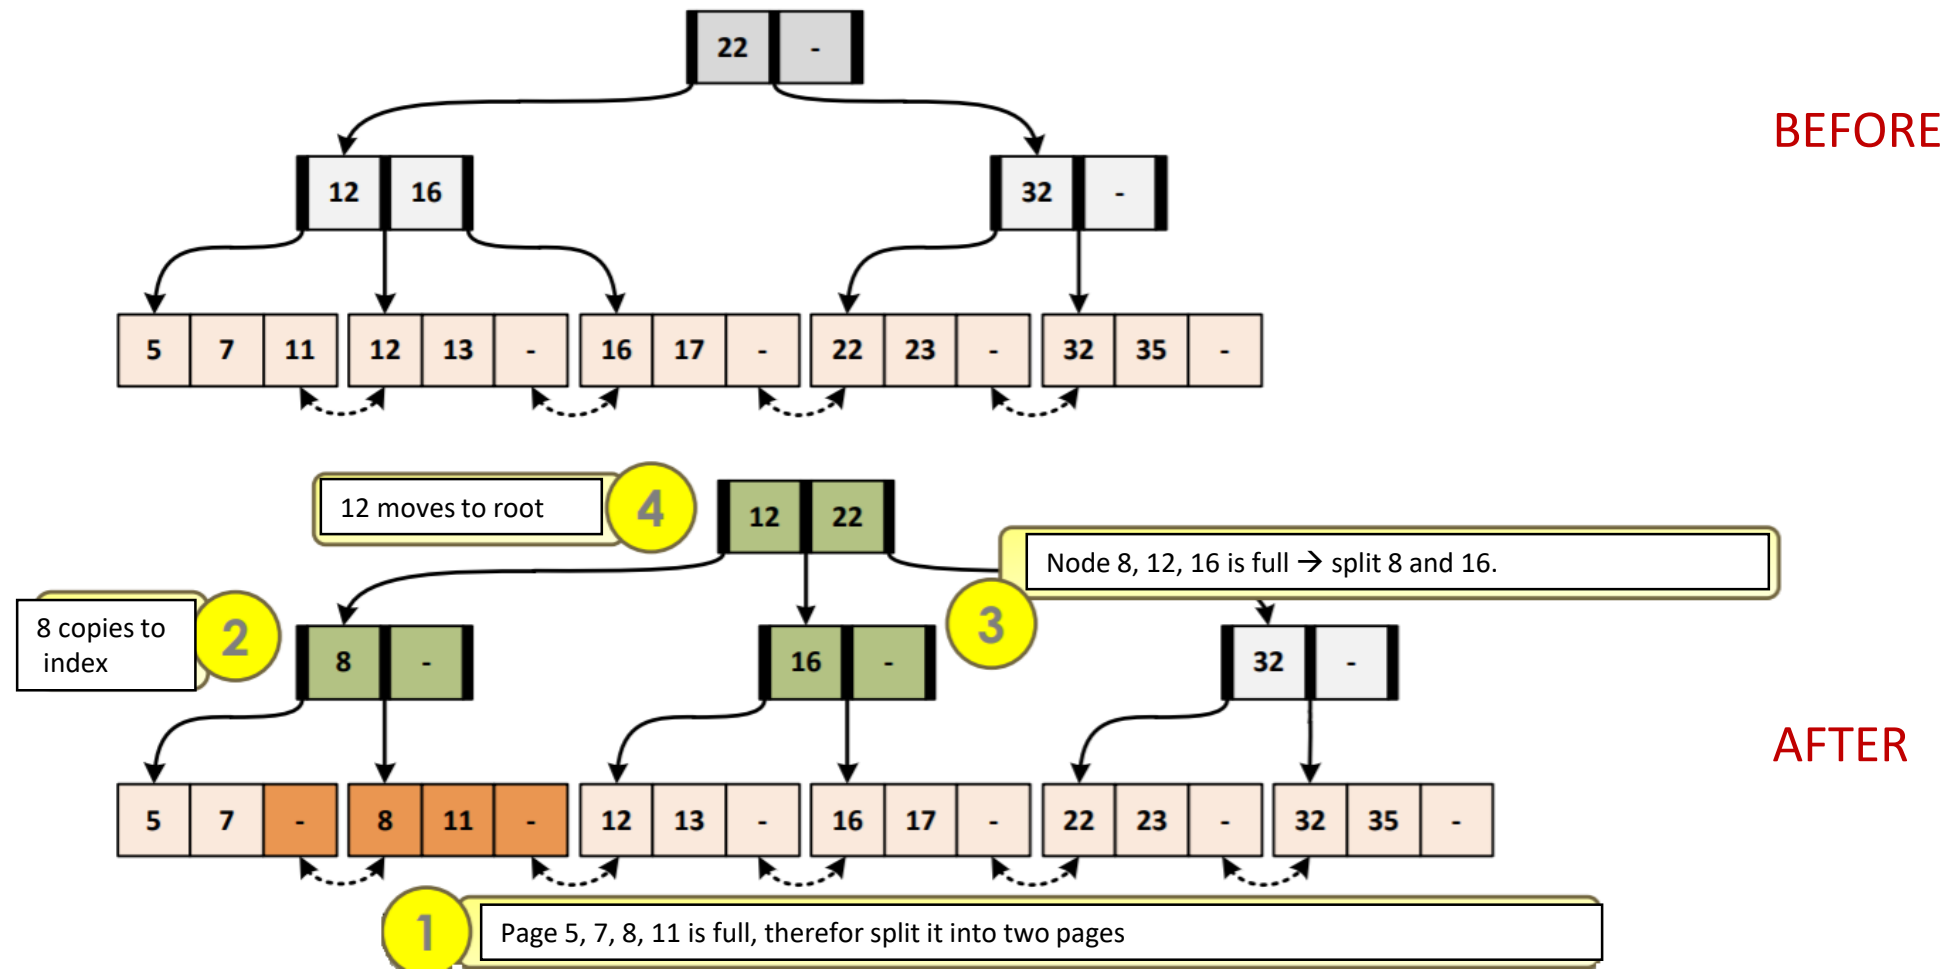 22 -
BEFORE
12 16 32 -
5 7 11 12 13 - 16 17 - 22 23 - 32 35 -
12 moves to root 4 12 22
Node 8, 12, 16 is full → split 8 and 16.
8 copies to
index
2
3
8 - 16 - 32 -
AFTER
5 7 - 8 11 - 12 13 - 16 17 - 22 23 - 32 35 -
1 Page 5, 7, 8, 11 is full, therefor split it into two pages